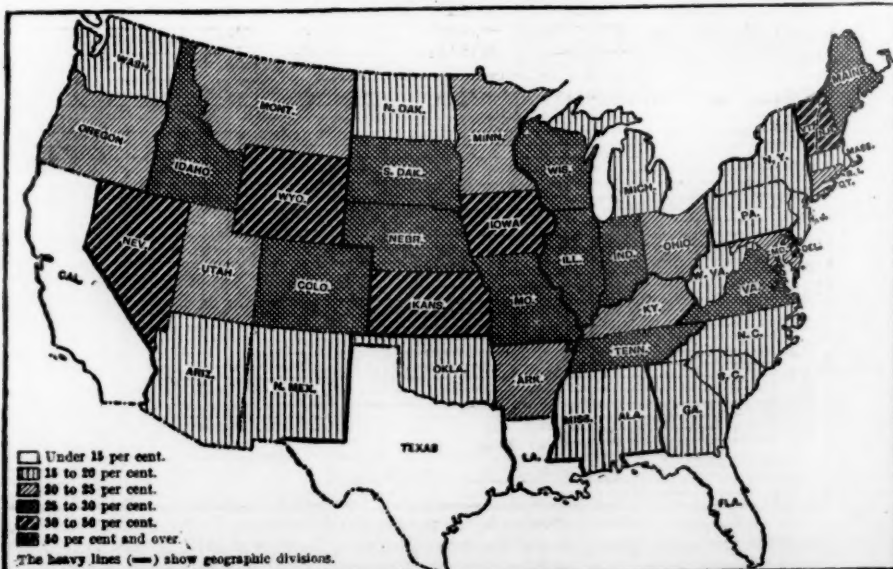 WASH.
OREGON.
IDAHO
MONT.
N. DAK.
MINN.
S. DAK.
WIS.
MICH.
N. Y.
MAINE
MASS.
R. I.
CT.
WYO.
NEBR.
IOWA
NEV.
UTAH
COLO.
CAL.
KANS.
MO.
ILL.
IND.
OHIO.
PA.
N. J.
DEL.
W. VA.
VA.
KY.
N. C.
TENN.
S. C.
ARIZ.
N. MEX.
OKLA.
ARK.
MISS.
ALA.
GA.
TEXAS
LA.
FLA.
Under 15 per cent.
15 to 20 per cent.
20 to 25 per cent.
25 to 30 per cent.
30 to 50 per cent.
50 per cent and over.
The heavy lines (▬) show geographic divisions.